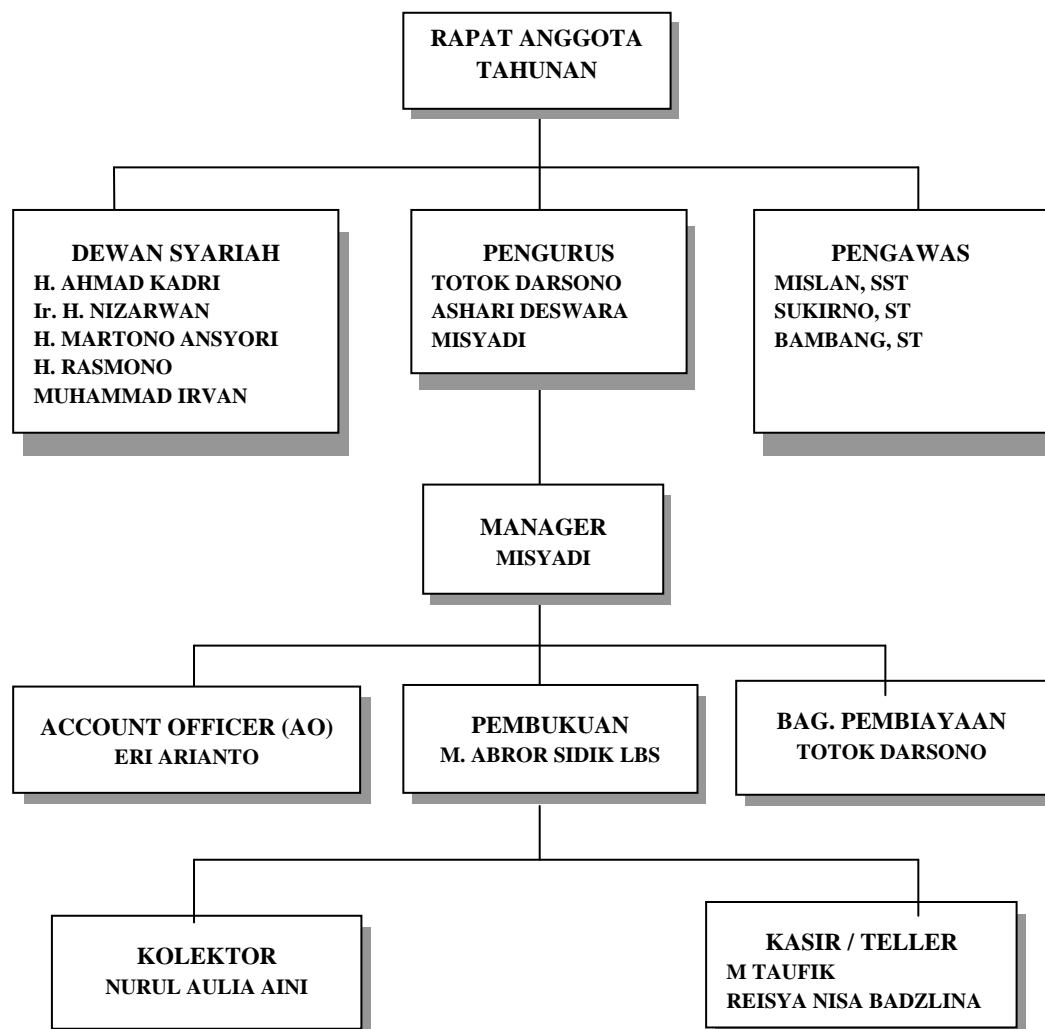 RAPAT ANGGOTA
TAHUNAN
DEWAN SYARIAH
H. AHMAD KADRI
Ir. H. NIZARWAN
H. MARTONO ANSYORI
H. RASMONO
MUHAMMAD IRVAN
PENGURUS
TOTOK DARSONO
ASHARI DESWARA
MISYADI
PENGAWAS
MISLAN, SST
SUKIRNO, ST
BAMBANG, ST
MANAGER
MISYADI
ACCOUNT OFFICER (AO)
ERI ARIANTO
PEMBUKUAN
M. ABROR SIDIK LBS
BAG. PEMBIAYAAN
TOTOK DARSONO
KOLEKTOR
NURUL AULIA AINI
KASIR / TELLER
M TAUFIK
REISYA NISA BADZLINA